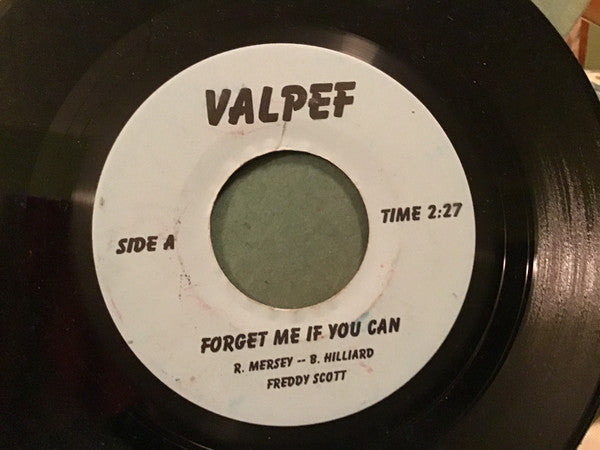 VALPEF
SIDE A
TIME 2:27
FORGET ME IF YOU CAN
R. MERSEY -- B. HILLIARD
FREDDY SCOTT